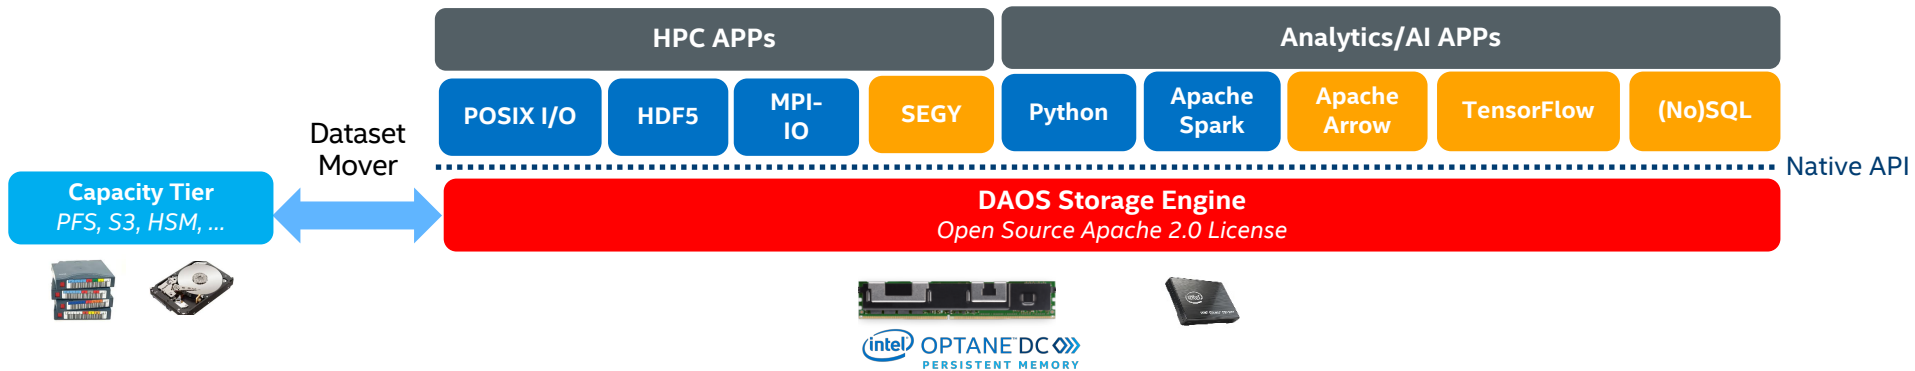 HPC APPs
Analytics/AI APPs
POSIX I/O
HDF5
MPI-
IO
SEGY
Python
Apache
Spark
Apache
Arrow
TensorFlow
(No)SQL
Dataset
Mover
Native API
Capacity Tier
PFS, S3, HSM, ...
DAOS Storage Engine
Open Source Apache 2.0 License
(intel)
intel OPTANE™ DC
PERSISTENT MEMORY